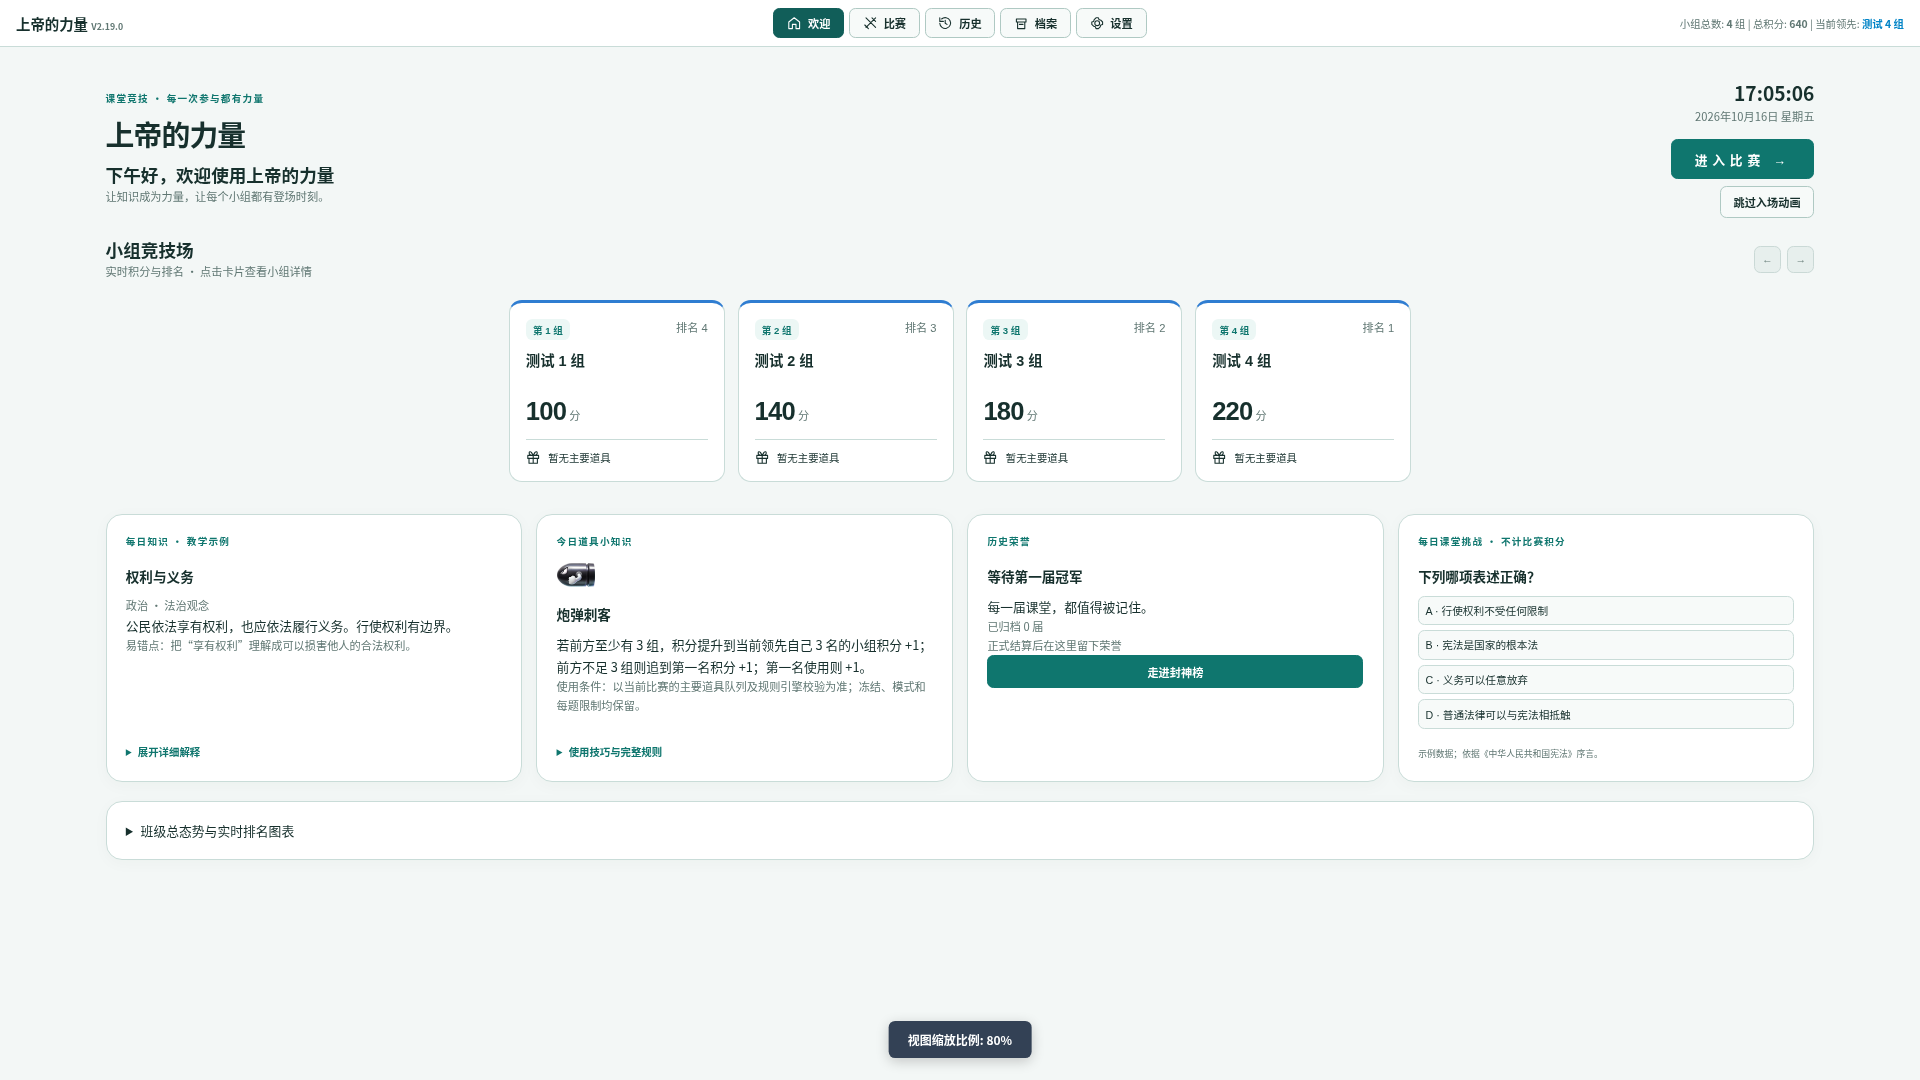 上帝的力量 V2.19.0
欢迎
比赛
历史
档案
设置
小组总数: 4 组 | 总积分: 640 | 当前领先: 测试 4 组
课堂竞技 · 每一次参与都有力量
上帝的力量
下午好，欢迎使用上帝的力量
让知识成为力量，让每个小组都有登场时刻。
17:05:06
2026年10月16日 星期五
进入比赛 →
跳过入场动画
小组竞技场
实时积分与排名 · 点击卡片查看小组详情
←
→
第 1 组
排名 4
测试 1 组
100 分
暂无主要道具
第 2 组
排名 3
测试 2 组
140 分
暂无主要道具
第 3 组
排名 2
测试 3 组
180 分
暂无主要道具
第 4 组
排名 1
测试 4 组
220 分
暂无主要道具
每日知识 · 教学示例
权利与义务
政治 · 法治观念
公民依法享有权利，也应依法履行义务。行使权利有边界。
易错点：把“享有权利”理解成可以损害他人的合法权利。
▶ 展开详细解释
今日道具小知识
炮弹刺客
若前方至少有 3 组，积分提升到当前领先自己 3 名的小组积分 +1；
前方不足 3 组则追到第一名积分 +1；第一名使用则 +1。
使用条件：以当前比赛的主要道具队列及规则引擎校验为准；冻结、模式和
每题限制均保留。
▶ 使用技巧与完整规则
历史荣誉
等待第一届冠军
每一届课堂，都值得被记住。
已归档 0 届
正式结算后在这里留下荣誉
走进封神榜
每日课堂挑战 · 不计比赛积分
下列哪项表述正确？
A · 行使权利不受任何限制
B · 宪法是国家的根本法
C · 义务可以任意放弃
D · 普通法律可以与宪法相抵触
示例数据；依据《中华人民共和国宪法》序言。
▶ 班级总态势与实时排名图表
视图缩放比例: 80%